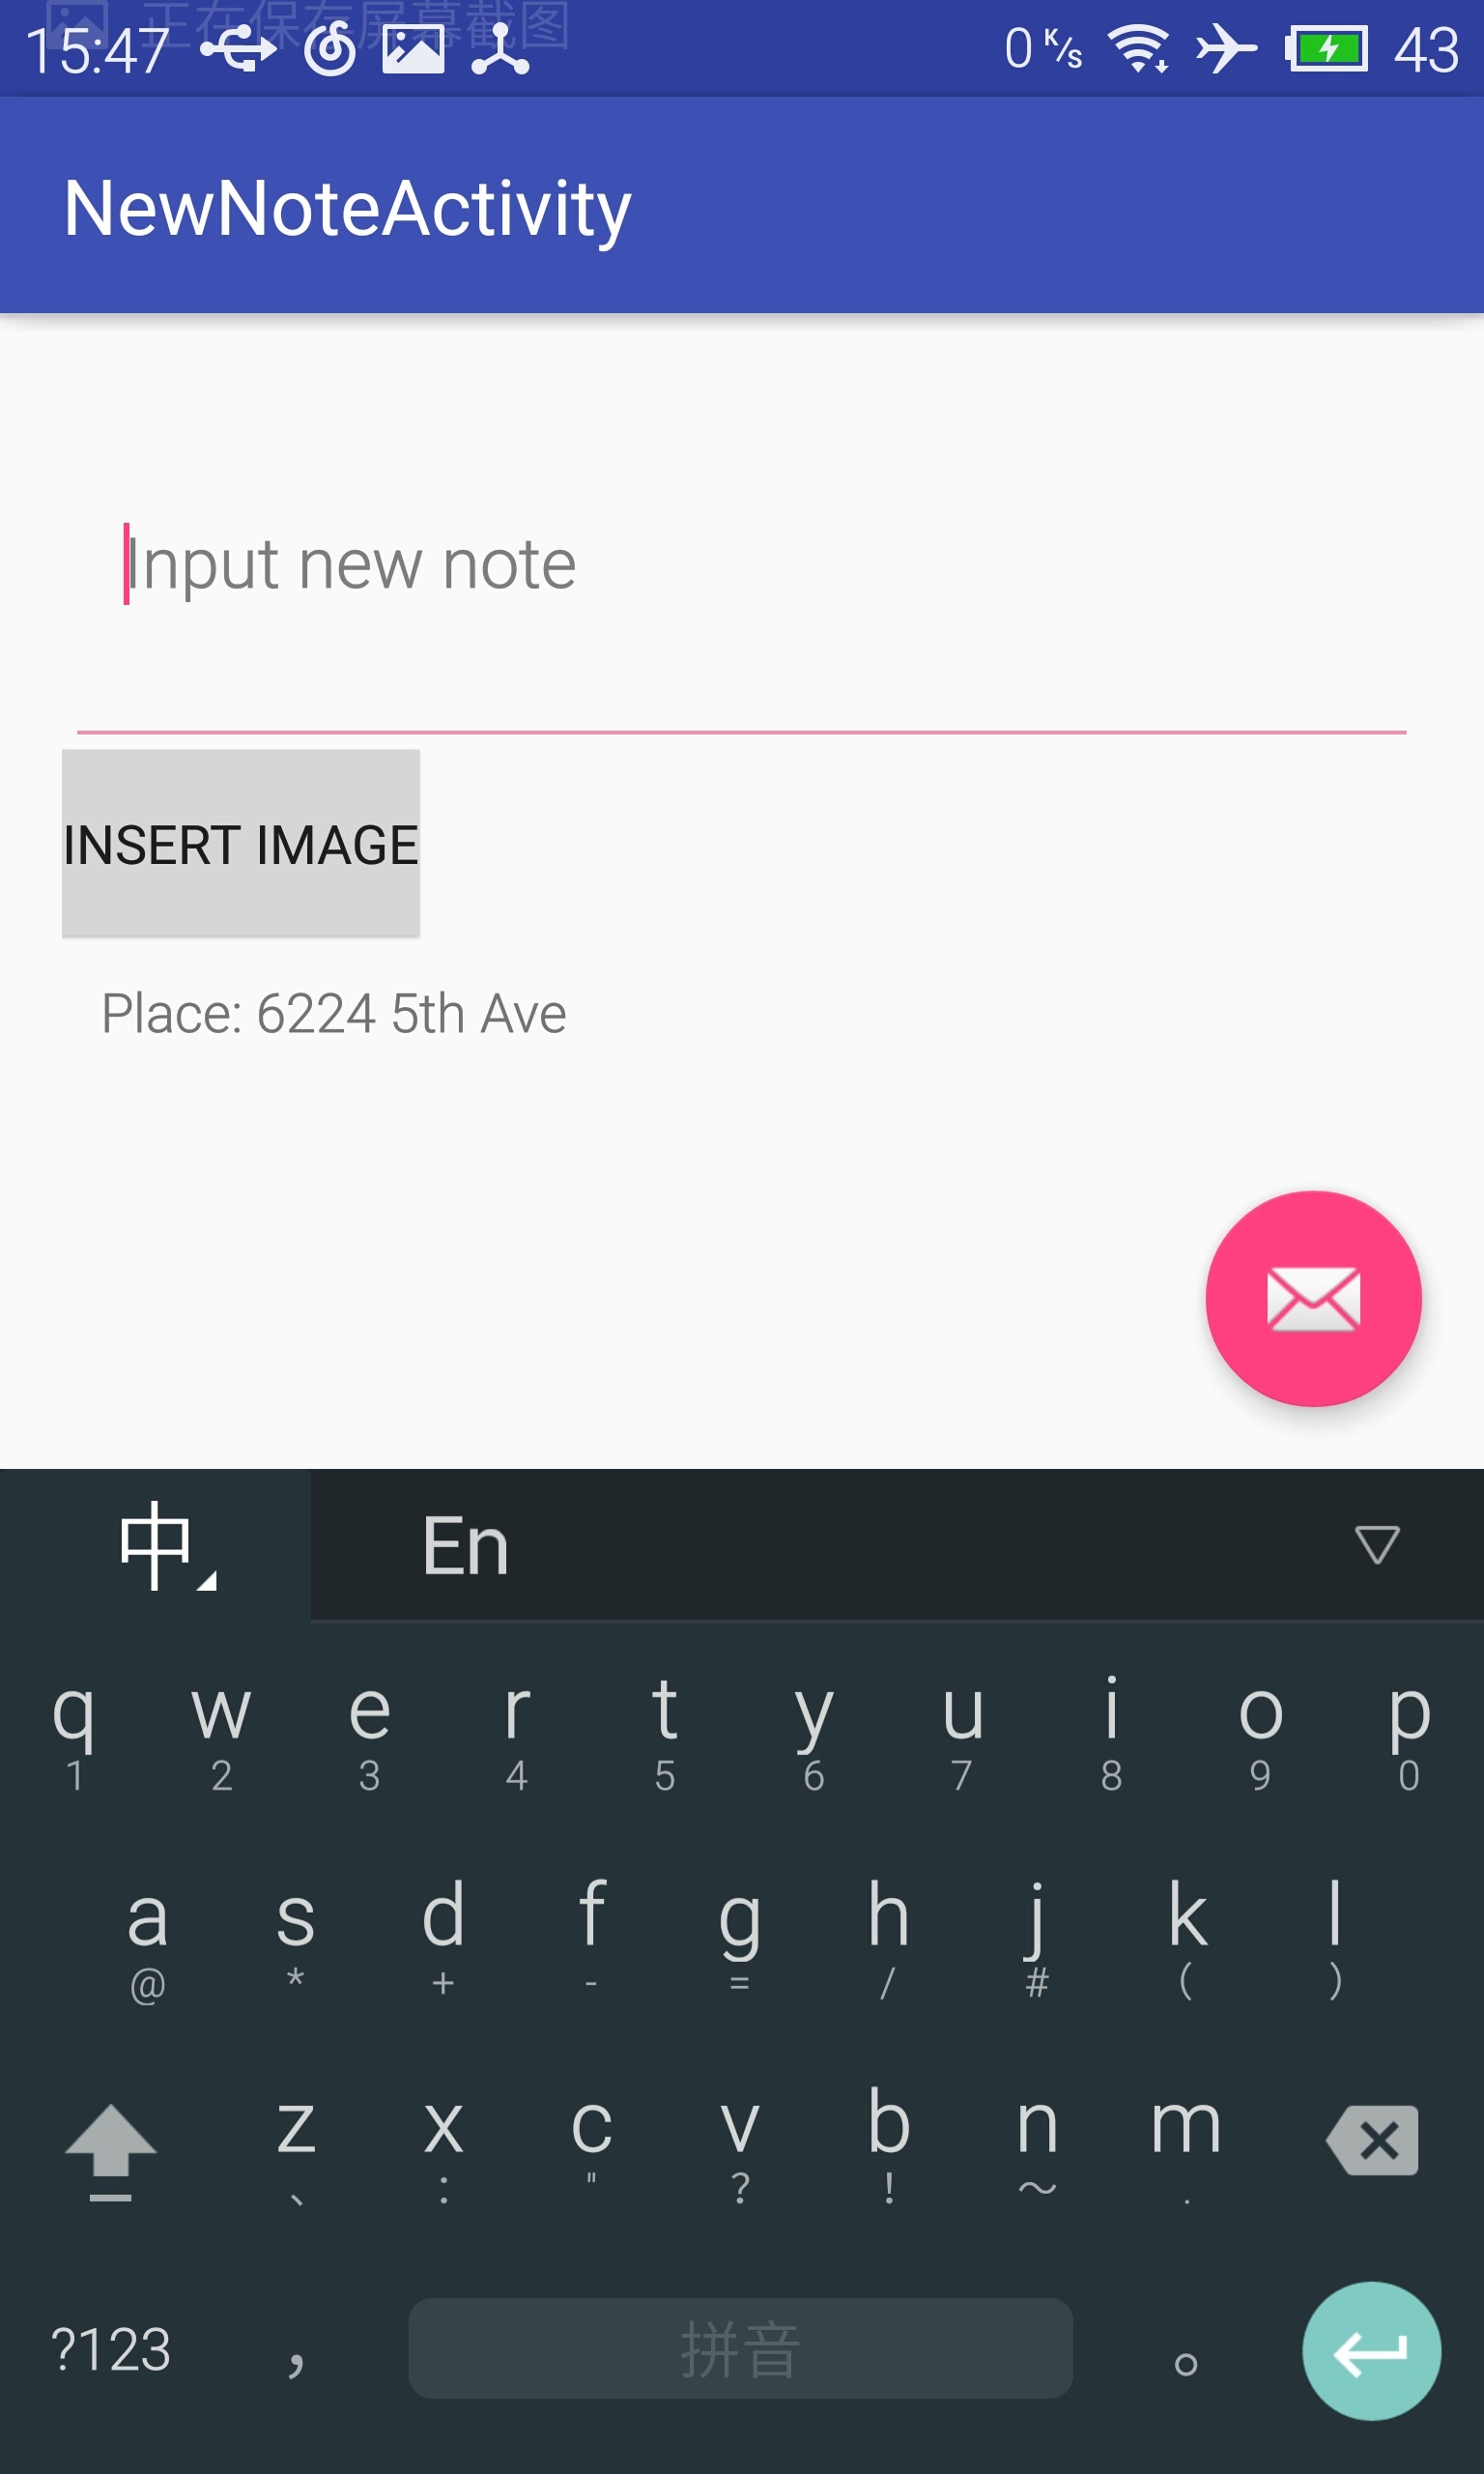 正在保存屏幕截图
15:47 0 K/s 43
NewNoteActivity
Input new note
INSERT IMAGE
Place: 6224 5th Ave
中 En
q w e r t y u i o p
1 2 3 4 5 6 7 8 9 0
a s d f g h j k l
@ * + - = / # ( )
z x c v b n m
、 : " ? ! ～ .
?123 ， 拼音 。